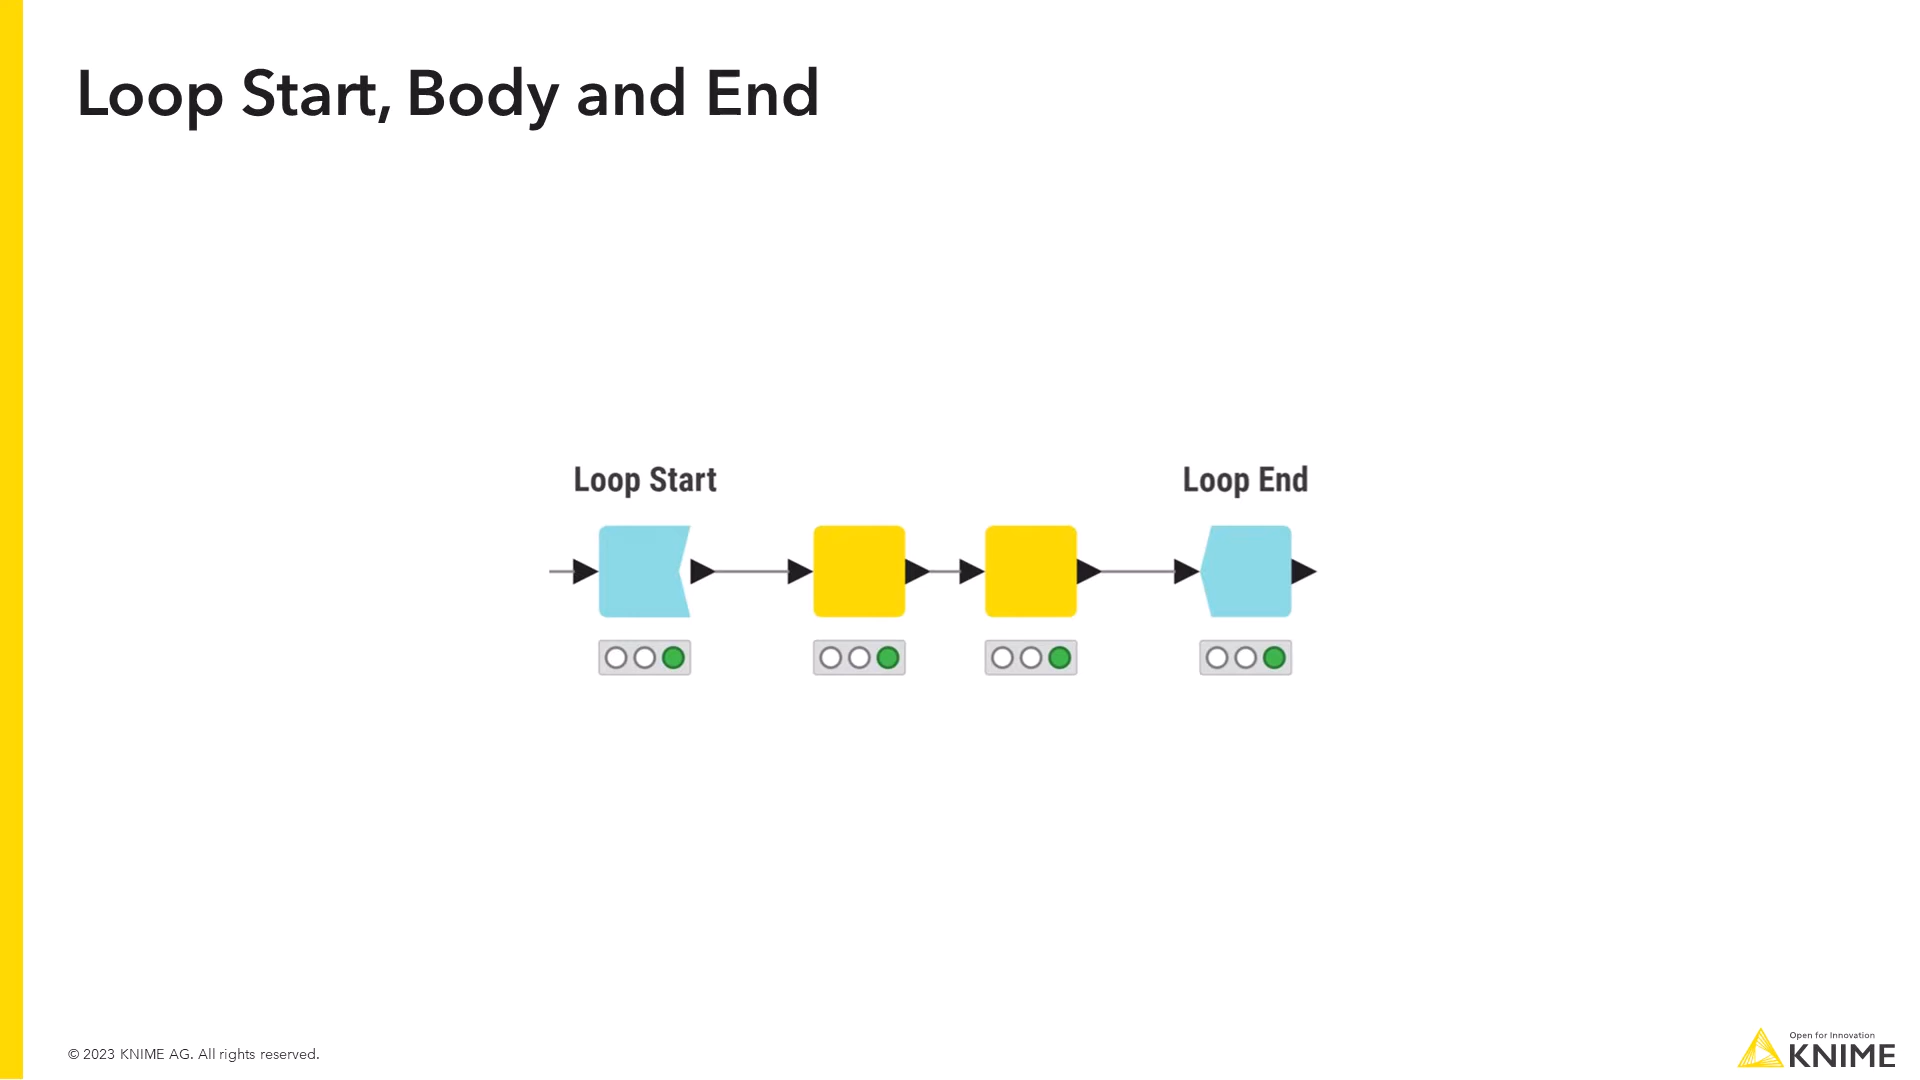 Loop Start, Body and End
Loop Start
Loop End
© 2023 KNIME AG. All rights reserved.
Open for Innovation
KNIME